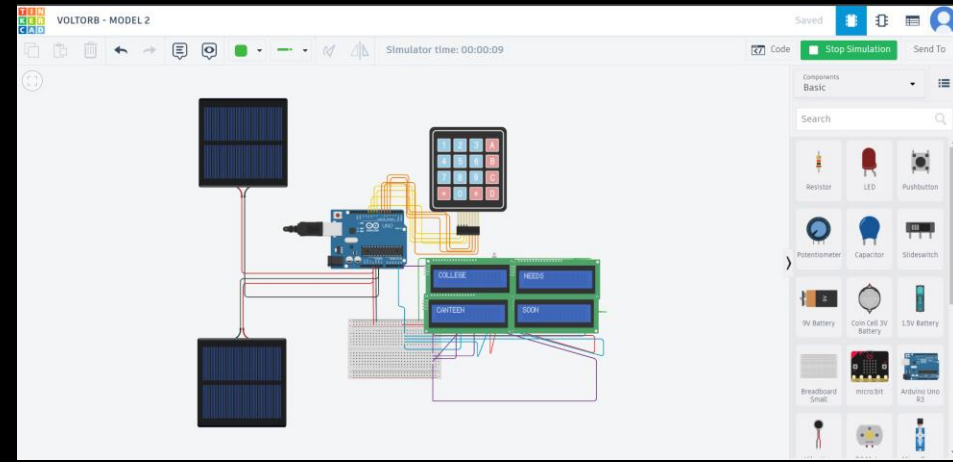 TIN
KER
CAD
VOLTORB - MODEL 2
Saved
Simulator time: 00:00:09
Code
Stop Simulation
Send To
Components
Basic
Search
1 2 3 A
4 5 6 B
7 8 9 C
* 0 # D
UNO
COLLEGE
NEEDS
CANTEEN
SOON
Resistor
LED
Pushbutton
Potentiometer
Capacitor
Slideswitch
9V Battery
Coin Cell 3V
Battery
1.5V Battery
Breadboard
Small
micro:bit
Arduino Uno
R3